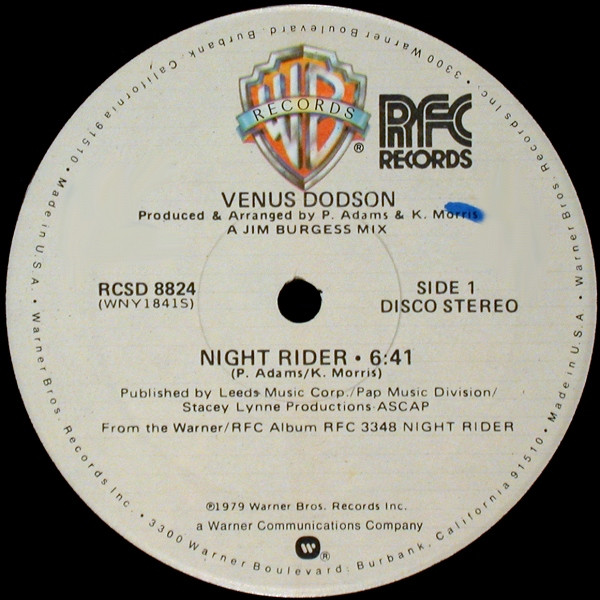 WB
RECORDS
®
RFC
RECORDS
VENUS DODSON
Produced & Arranged by P. Adams & K. Morris
A JIM BURGESS MIX
RCSD 8824
(WNY1841S)
SIDE 1
DISCO STEREO
NIGHT RIDER • 6:41
(P. Adams/K. Morris)
Published by Leeds Music Corp./Pap Music Division/
Stacey Lynne Productions-ASCAP
From the Warner/RFC Album RFC 3348 NIGHT RIDER
℗1979 Warner Bros. Records Inc.
a Warner Communications Company
®
Warner Bros. Records Inc. • 3300 Warner Boulevard, Burbank, California 91510 • Made in U.S.A. • Warner Bros. Records Inc. • 3300 Warner Boulevard, Burbank, California 91510 • Made in U.S.A. •